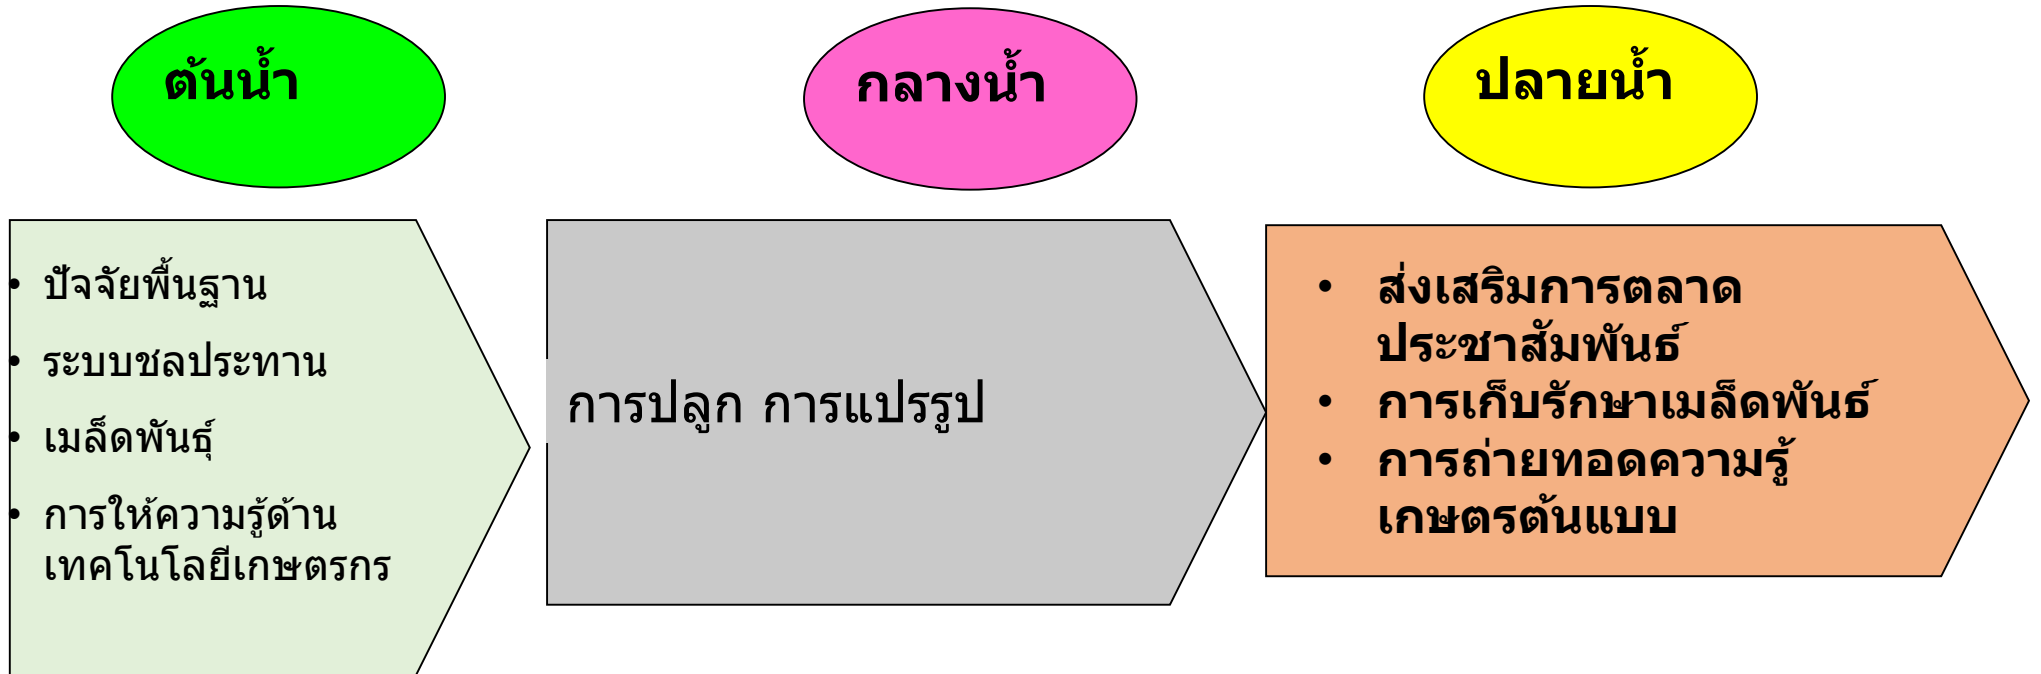 ต้นน้ำ
กลางน้ำ
ปลายน้ำ
• ปัจจัยพื้นฐาน
• ระบบชลประทาน
• เมล็ดพันธุ์
• การให้ความรู้ด้าน
เทคโนโลยีเกษตรกร
การปลูก การแปรรูป
• ส่งเสริมการตลาด
ประชาสัมพันธ์
• การเก็บรักษาเมล็ดพันธ์
• การถ่ายทอดความรู้
เกษตรต้นแบบ